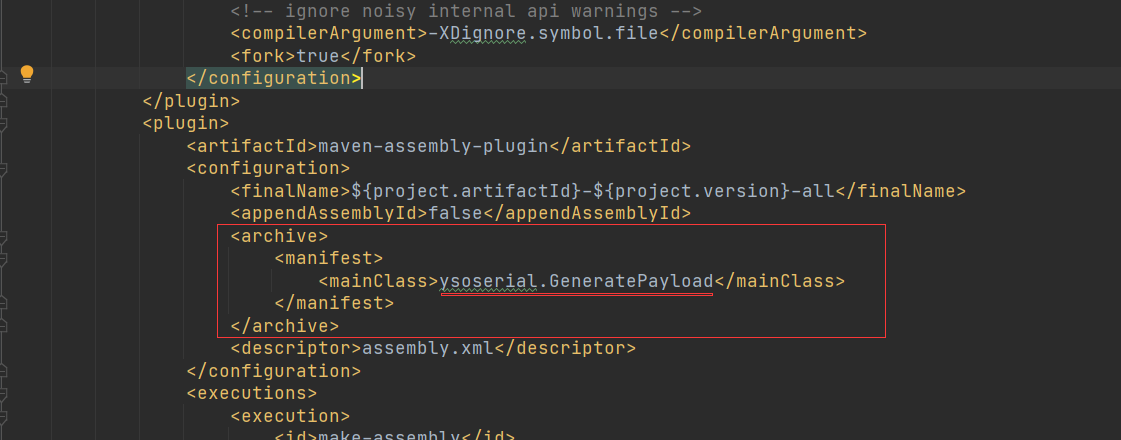 <!-- ignore noisy internal api warnings -->
<compilerArgument>-XDignore.symbol.file</compilerArgument>
<fork>true</fork>
</configuration>
</plugin>
<plugin>
<artifactId>maven-assembly-plugin</artifactId>
<configuration>
<finalName>${project.artifactId}-${project.version}-all</finalName>
<appendAssemblyId>false</appendAssemblyId>
<archive>
<manifest>
<mainClass>ysoserial.GeneratePayload</mainClass>
</manifest>
</archive>
<descriptor>assembly.xml</descriptor>
</configuration>
<executions>
<execution>
<id>make-assembly</id>